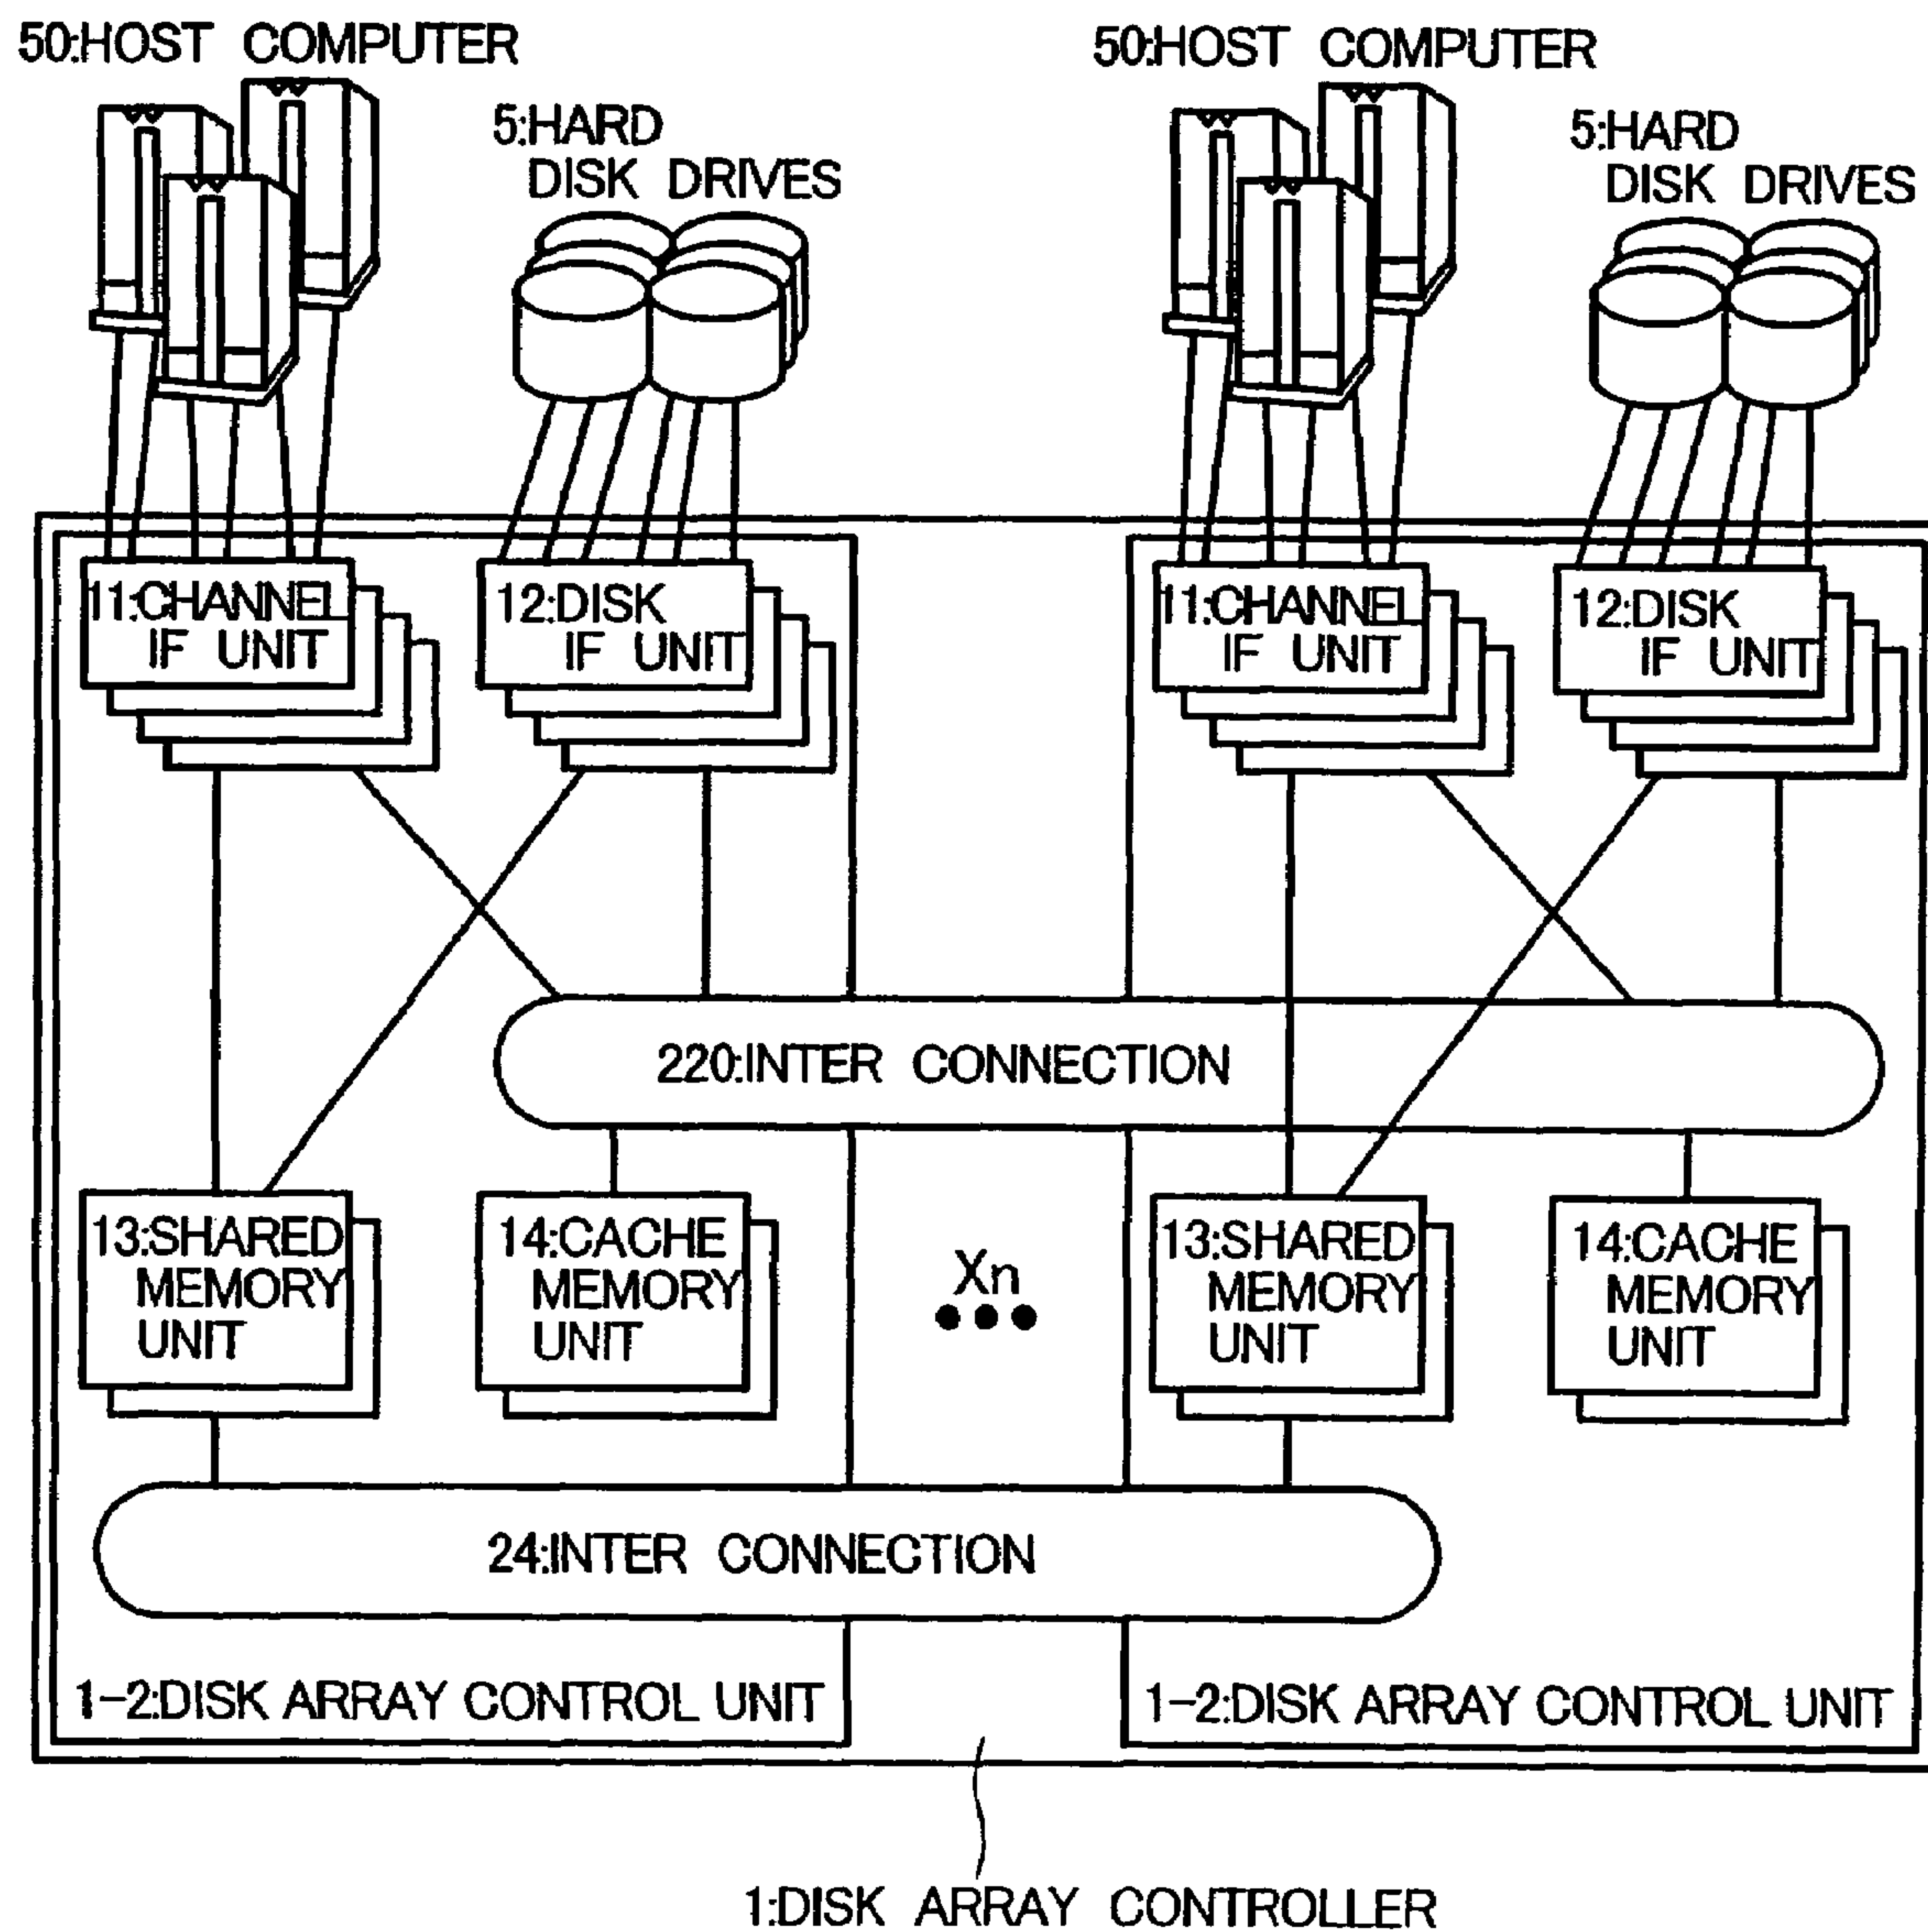 50:HOST COMPUTER
50:HOST COMPUTER
5:HARD
DISK DRIVES
5:HARD
DISK DRIVES
11:CHANNEL
IF UNIT
12:DISK
IF UNIT
11:CHANNEL
IF UNIT
12:DISK
IF UNIT
220:INTER CONNECTION
13:SHARED
MEMORY
UNIT
14:CACHE
MEMORY
UNIT
Xn
●●●
13:SHARED
MEMORY
UNIT
14:CACHE
MEMORY
UNIT
24:INTER CONNECTION
1-2:DISK ARRAY CONTROL UNIT
1-2:DISK ARRAY CONTROL UNIT
1:DISK ARRAY CONTROLLER